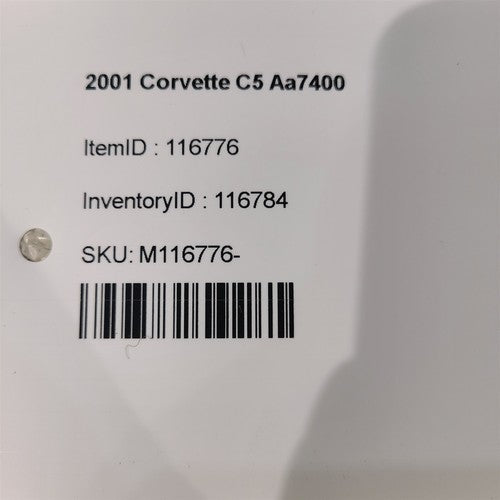 2001 Corvette C5 Aa7400
ItemID : 116776
InventoryID : 116784
SKU: M116776-